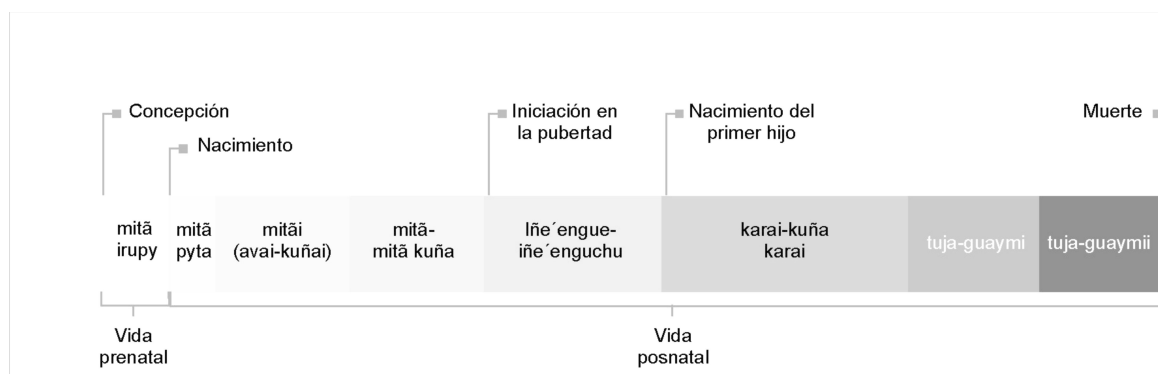 Concepción
Nacimiento
Iniciación en
la pubertad
Nacimiento del
primer hijo
Muerte
mitã
irupy
mitã
pyta
mitãi
(avai-kuñai)
mitã-
mitã kuña
Iñe´engue-
iñe´enguchu
karai-kuña
karai
tuja-guaymi
tuja-guaymii
Vida
prenatal
Vida
posnatal